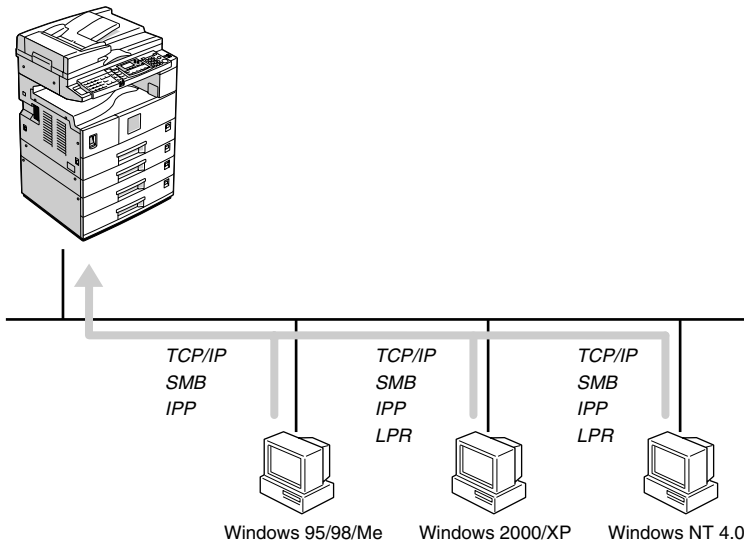 TCP/IP
SMB
IPP
TCP/IP
SMB
IPP
LPR
TCP/IP
SMB
IPP
LPR
Windows 95/98/Me
Windows 2000/XP
Windows NT 4.0